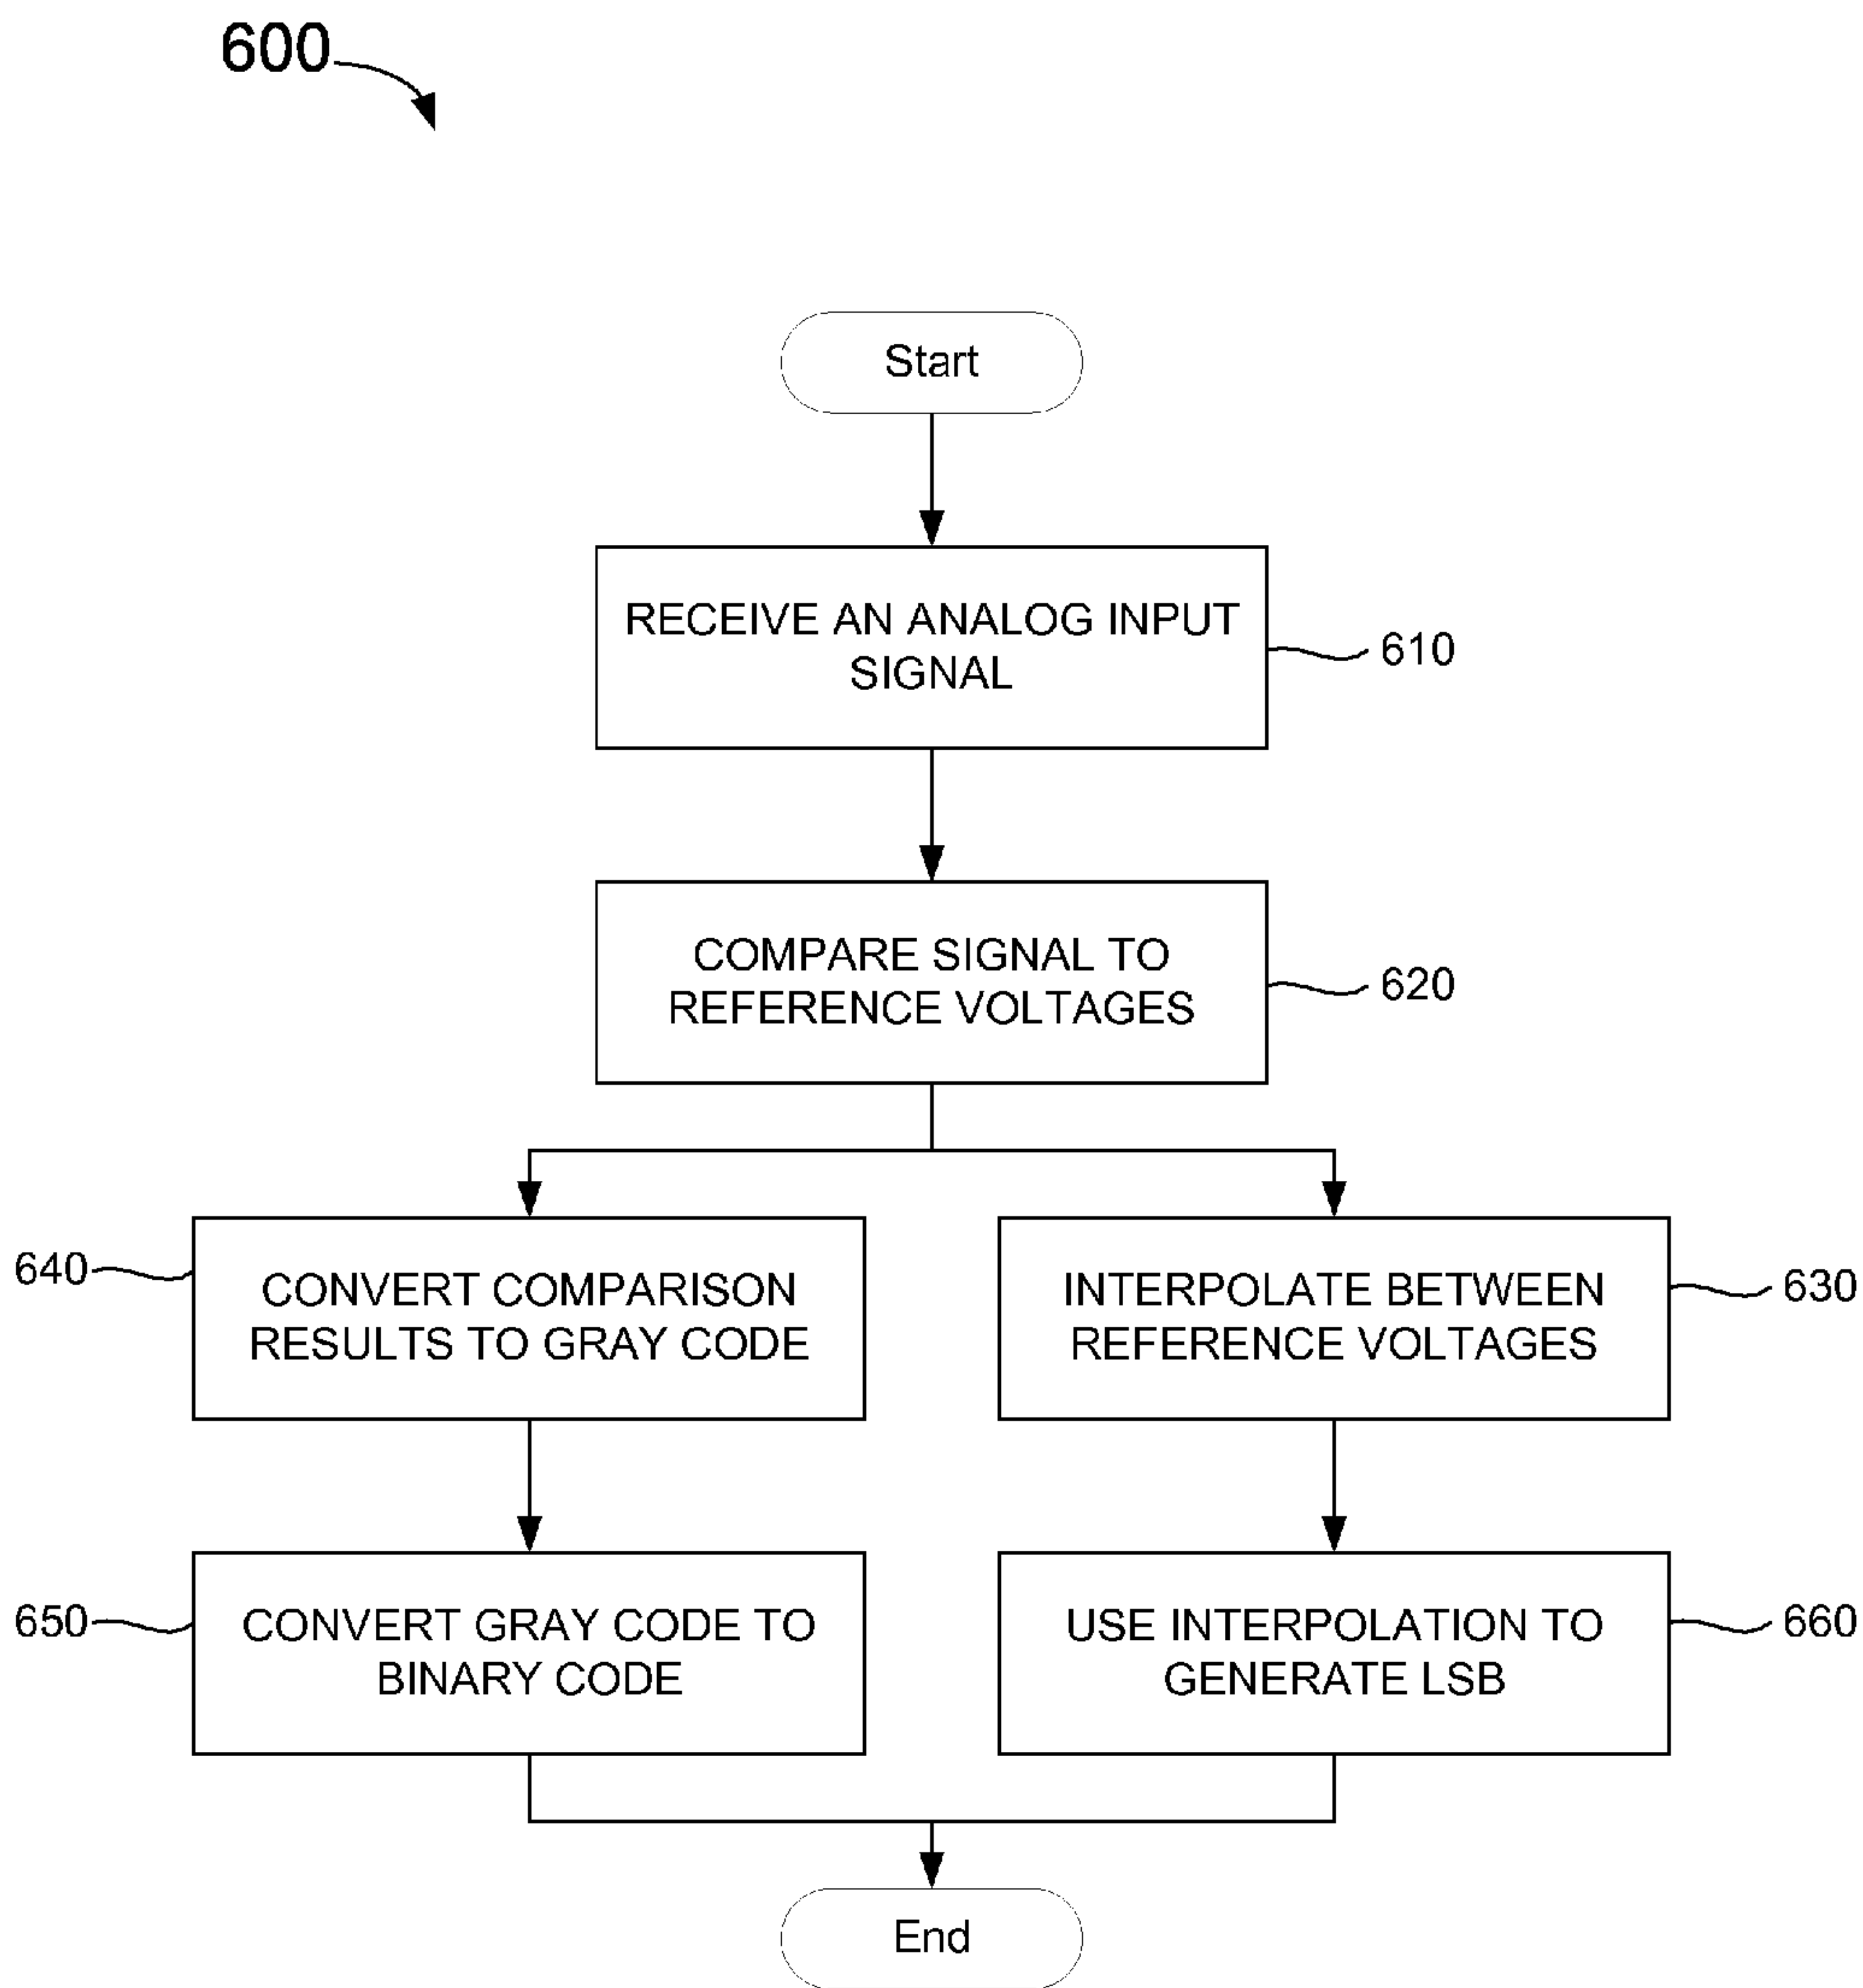 600
Start
RECEIVE AN ANALOG INPUT
SIGNAL
610
COMPARE SIGNAL TO
REFERENCE VOLTAGES
620
640
CONVERT COMPARISON
RESULTS TO GRAY CODE
INTERPOLATE BETWEEN
REFERENCE VOLTAGES
630
650
CONVERT GRAY CODE TO
BINARY CODE
USE INTERPOLATION TO
GENERATE LSB
660
End